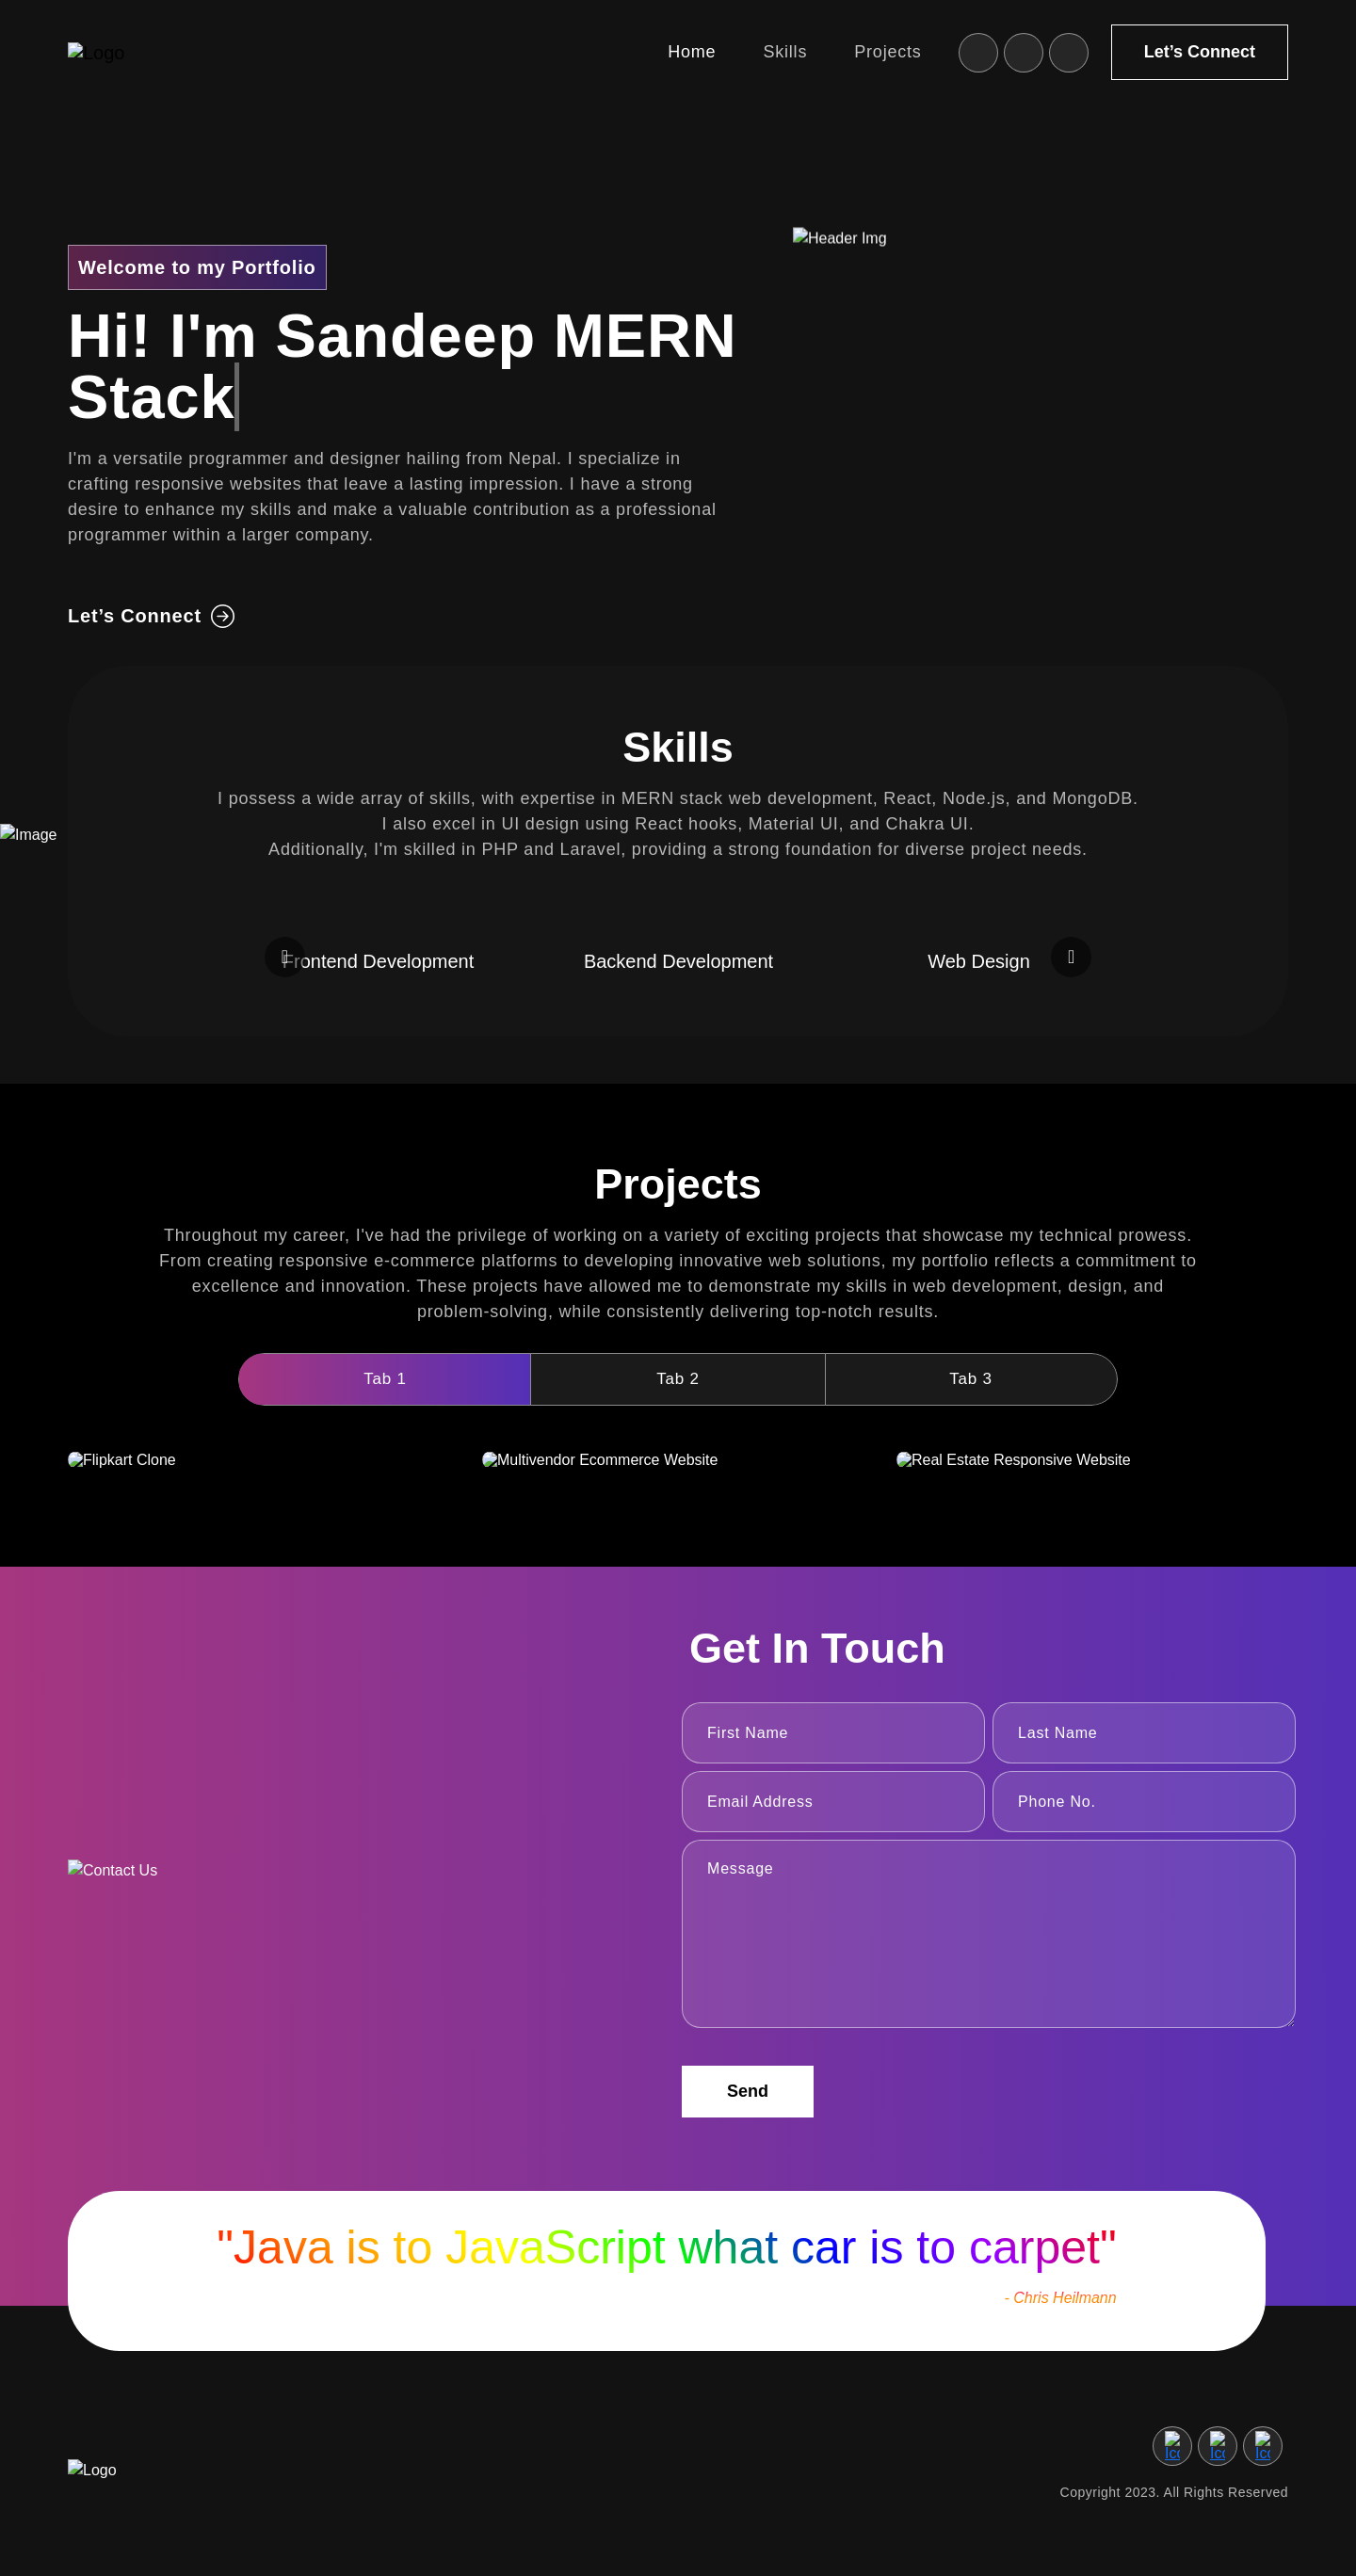 Logo
Home Skills Projects Let’s Connect
Header Img
Welcome to my Portfolio
Hi! I'm Sandeep MERN
Stack
I'm a versatile programmer and designer hailing from Nepal. I specialize in
crafting responsive websites that leave a lasting impression. I have a strong
desire to enhance my skills and make a valuable contribution as a professional
programmer within a larger company.
Let’s Connect
Skills
I possess a wide array of skills, with expertise in MERN stack web development, React, Node.js, and MongoDB.
I also excel in UI design using React hooks, Material UI, and Chakra UI.
Additionally, I'm skilled in PHP and Laravel, providing a strong foundation for diverse project needs.
Image
Frontend Development Backend Development Web Design
Projects
Throughout my career, I've had the privilege of working on a variety of exciting projects that showcase my technical prowess.
From creating responsive e-commerce platforms to developing innovative web solutions, my portfolio reflects a commitment to
excellence and innovation. These projects have allowed me to demonstrate my skills in web development, design, and
problem-solving, while consistently delivering top-notch results.
Tab 1 Tab 2 Tab 3
Flipkart Clone Multivendor Ecommerce Website Real Estate Responsive Website
Get In Touch
First Name Last Name
Email Address Phone No.
Message
Contact Us
Send
"Java is to JavaScript what car is to carpet"
- Chris Heilmann
Logo
Copyright 2023. All Rights Reserved